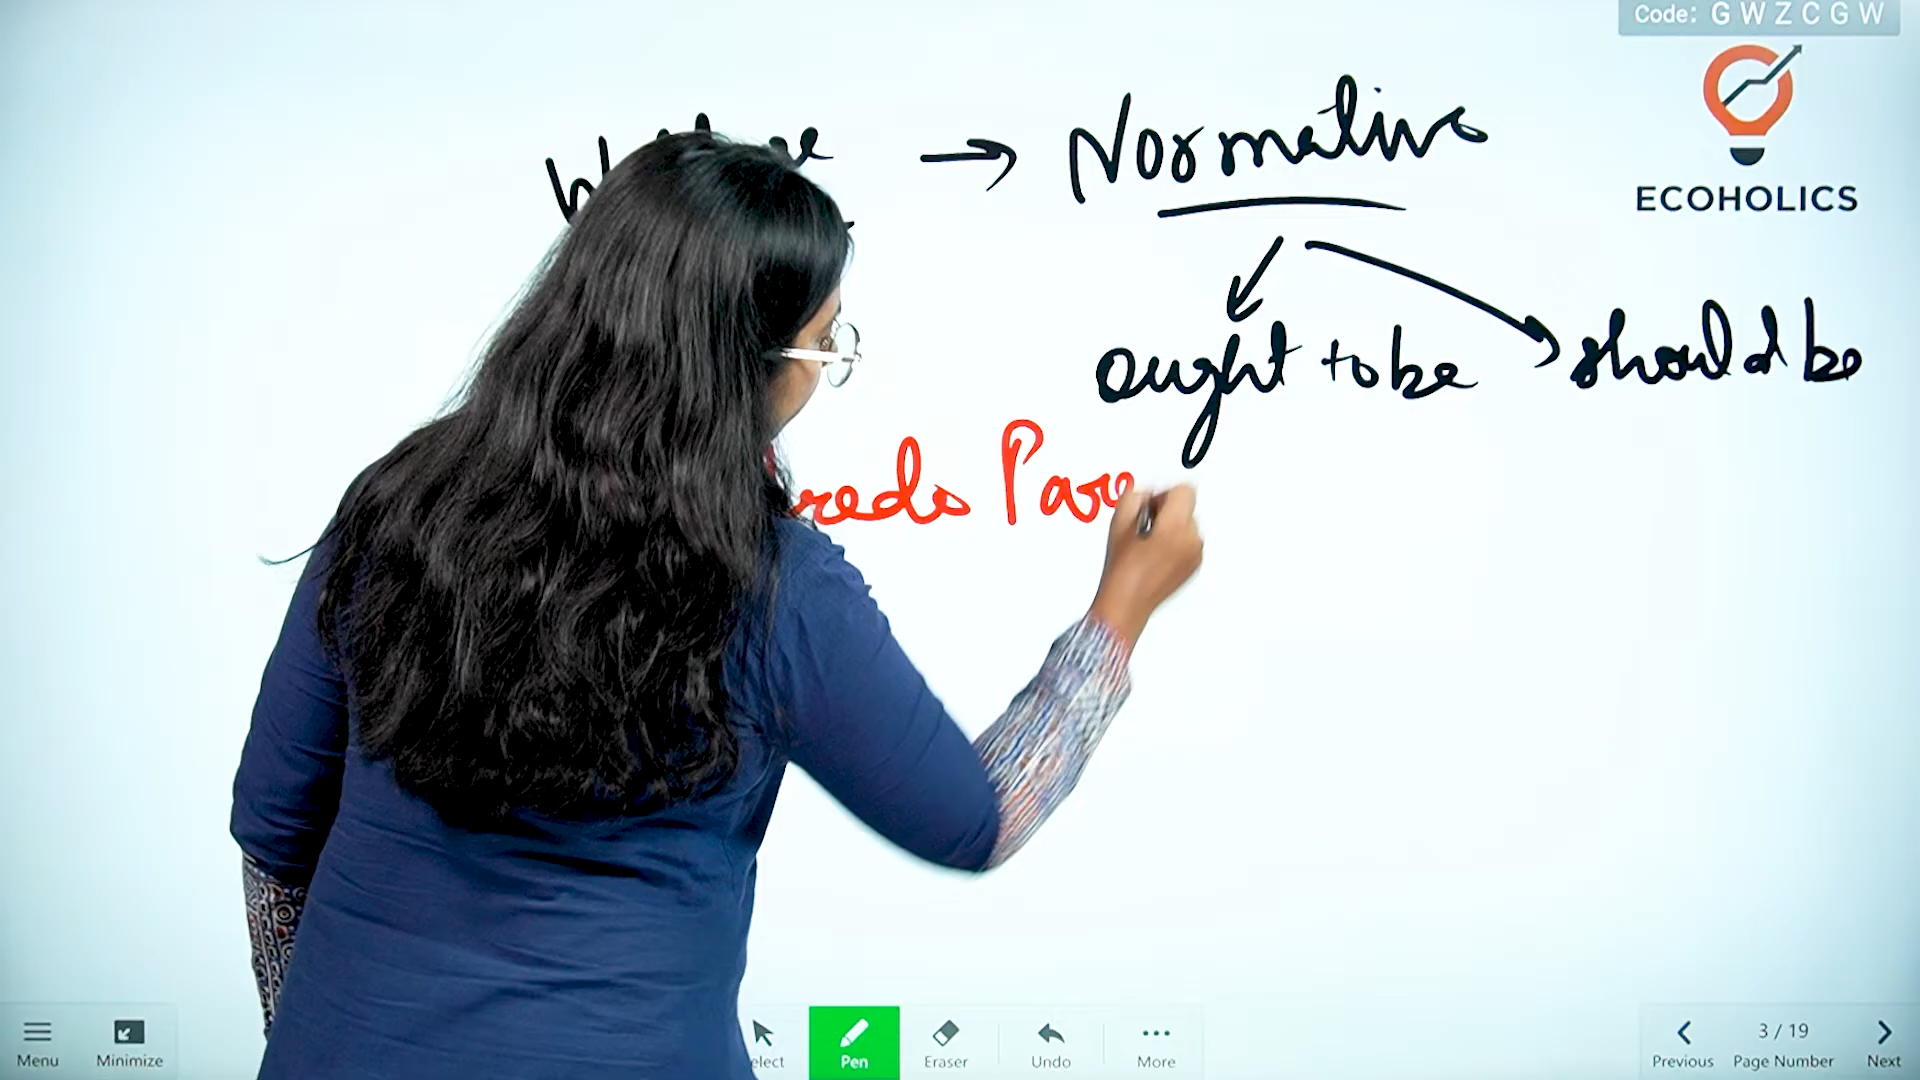 Code: G W Z C G W
→ Normative
ECOHOLICS
ought to be should be
Pare
Menu Minimize Pen Eraser Undo More Previous 3 / 19 Page Number Next